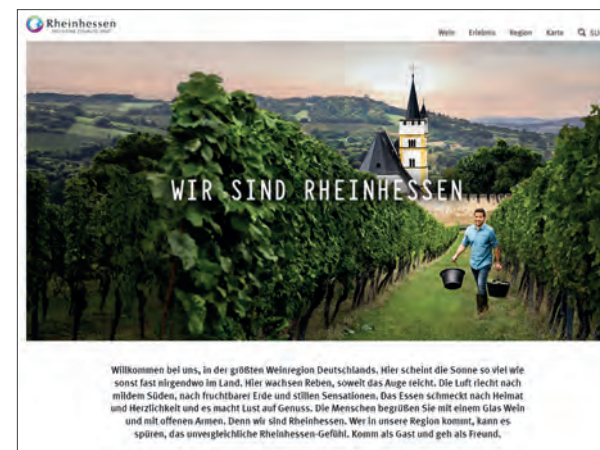 Rheinhessen
Wein Erlebnis Region Karte
WIR SIND RHEINHESSEN
Willkommen bei uns, in der größten Weinregion Deutschlands. Hier scheint die Sonne so viel wie
sonst fast nirgendwo im Land. Hier wachsen Reben, soweit das Auge reicht. Die Luft riecht nach
mildem Süden, nach fruchtbarer Erde und stillen Sensationen. Das Essen schmeckt nach Heimat
und Herzlichkeit und es macht Lust auf Genuss. Die Menschen begrüßen Sie mit einem Glas Wein
und mit offenen Armen. Denn wir sind Rheinhessen. Wer in unsere Region kommt, kann es
spüren, das unvergleichliche Rheinhessen-Gefühl. Komm als Gast und geh als Freund.